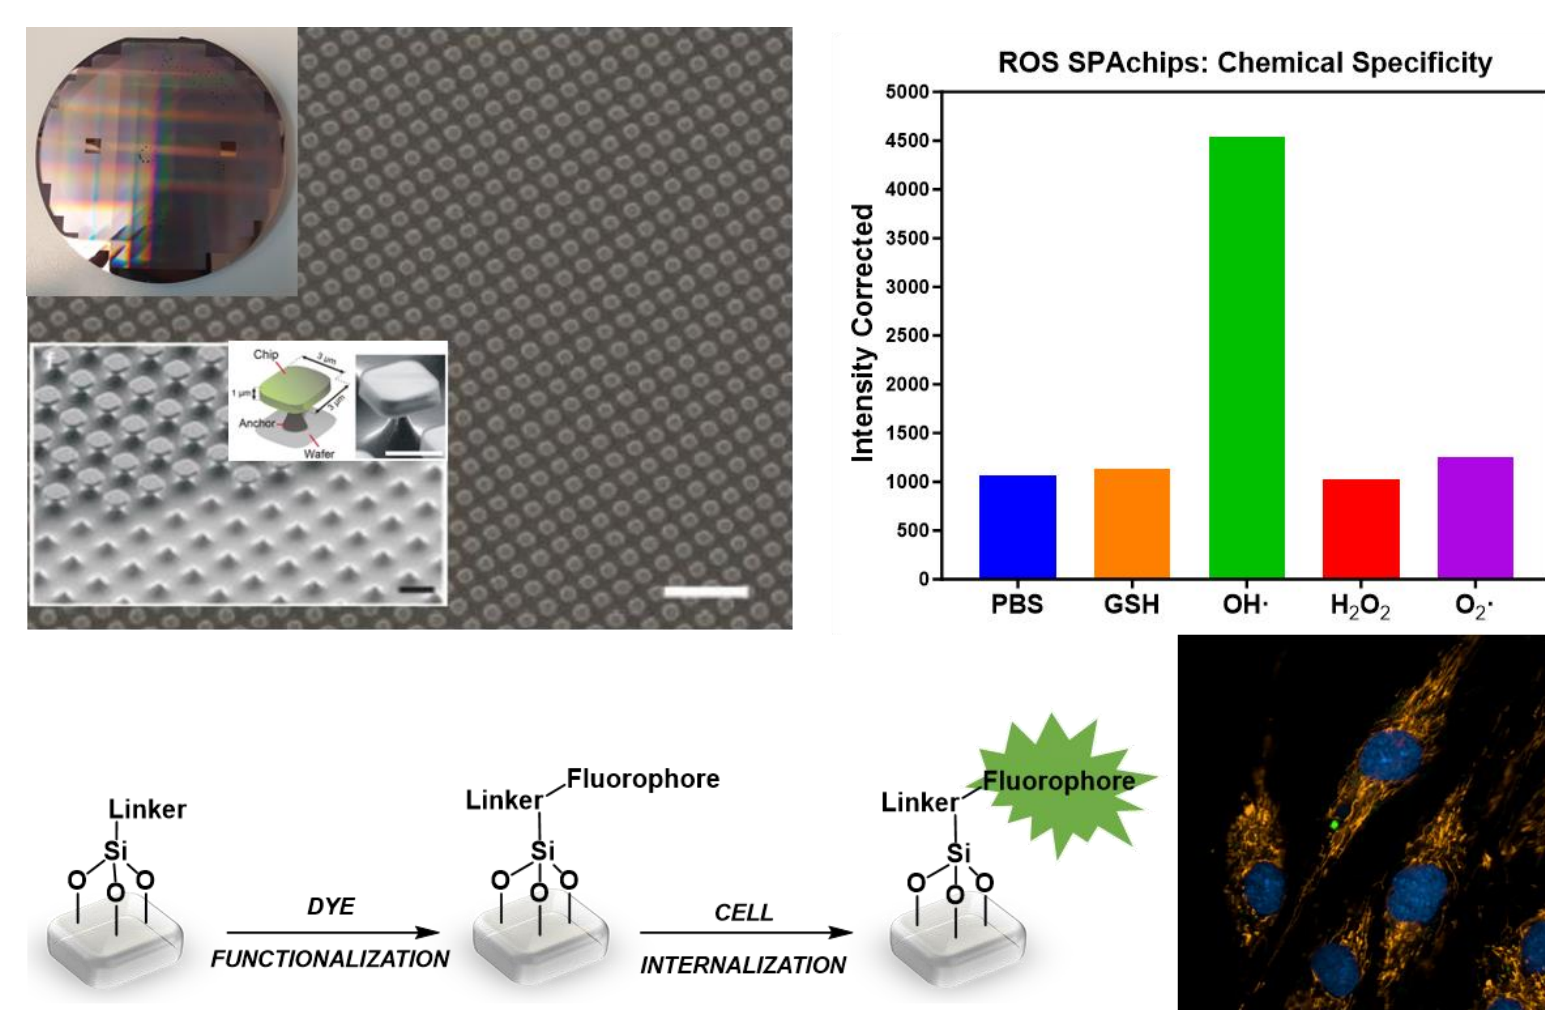 Chip
3 µm
1 µm
3 µm
Anchor
Wafer
ROS SPAchips: Chemical Specificity
Intensity Corrected
5000
4500
4000
3500
3000
2500
2000
1500
1000
500
0
PBS GSH OH· H₂O₂ O₂·
Linker
Si
O O O
DYE
FUNCTIONALIZATION
Fluorophore
Linker
Si
O O O
CELL
INTERNALIZATION
Fluorophore
Linker
Si
O O O